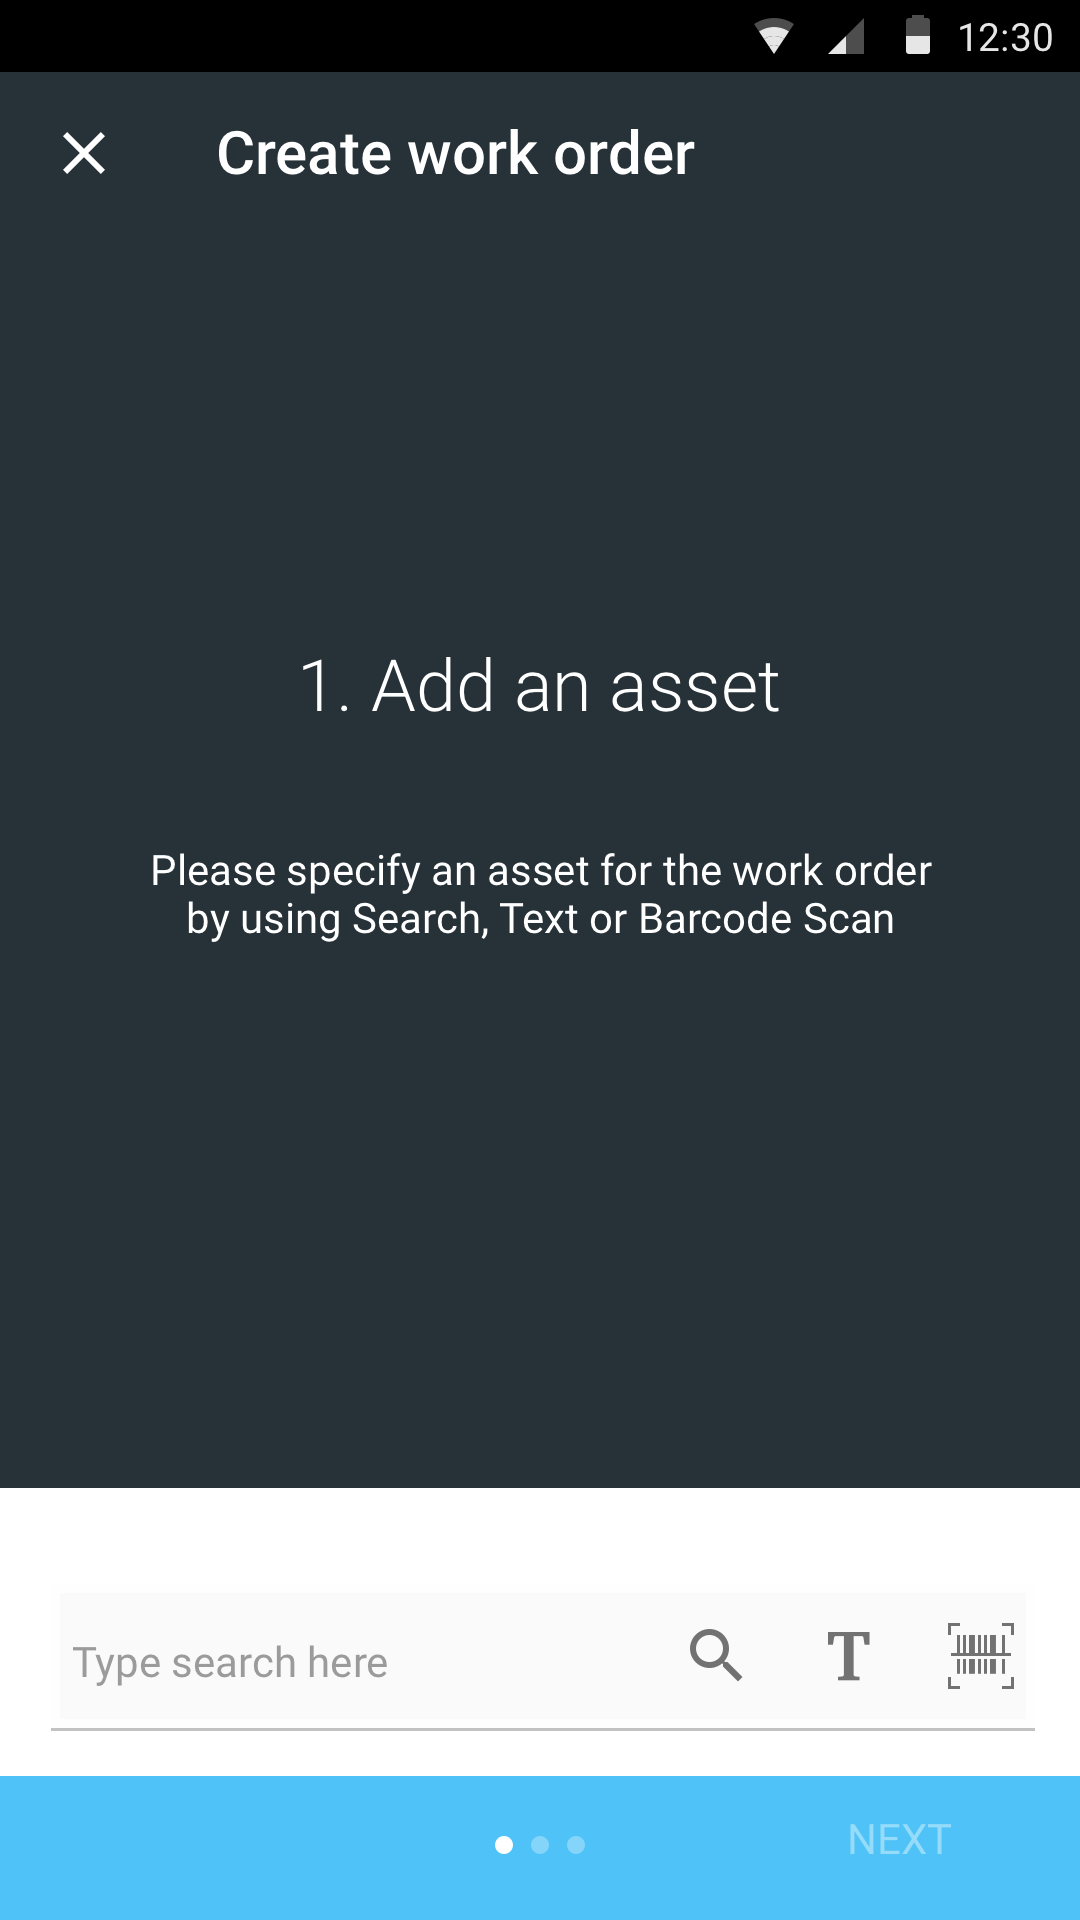 12:30
Create work order
1. Add an asset
Please specify an asset for the work order
by using Search, Text or Barcode Scan
Type search here
T
NEXT